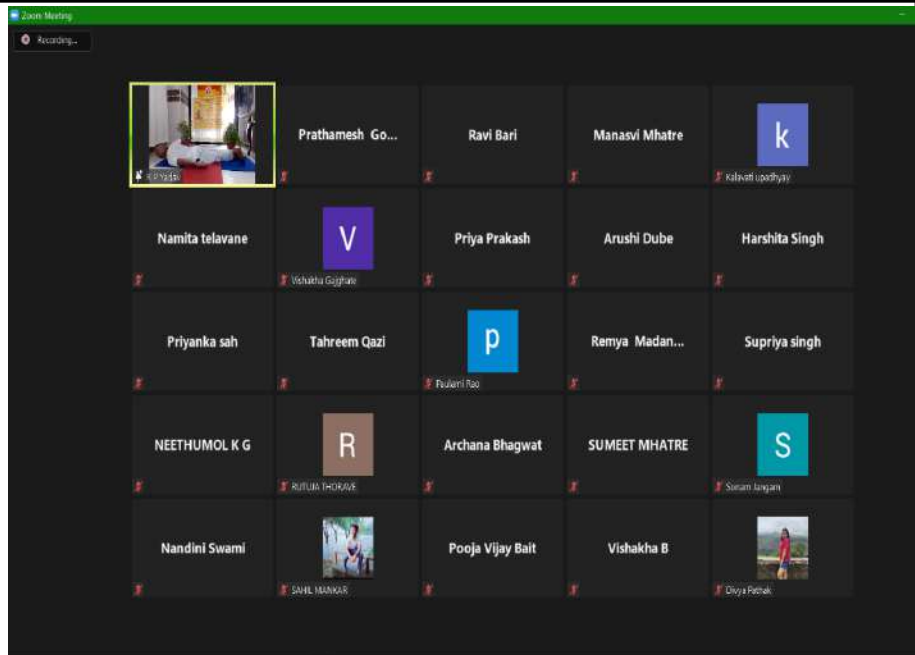 Zoom Meeting
Recording...
K P Yadav
Prathamesh Go...
Ravi Bari
Manasvi Mhatre
k
Kalavati upadhyay
Namita telavane
V
Vishakha Gajghate
Priya Prakash
Arushi Dube
Harshita Singh
Priyanka sah
Tahreem Qazi
p
Paulami Rao
Remya Madan...
Supriya singh
NEETHUMOL K G
R
RUTUJA THORAVE
Archana Bhagwat
SUMEET MHATRE
S
Sonam Jangam
Nandini Swami
SAHIL MANKAR
Pooja Vijay Bait
Vishakha B
Divya Pathak